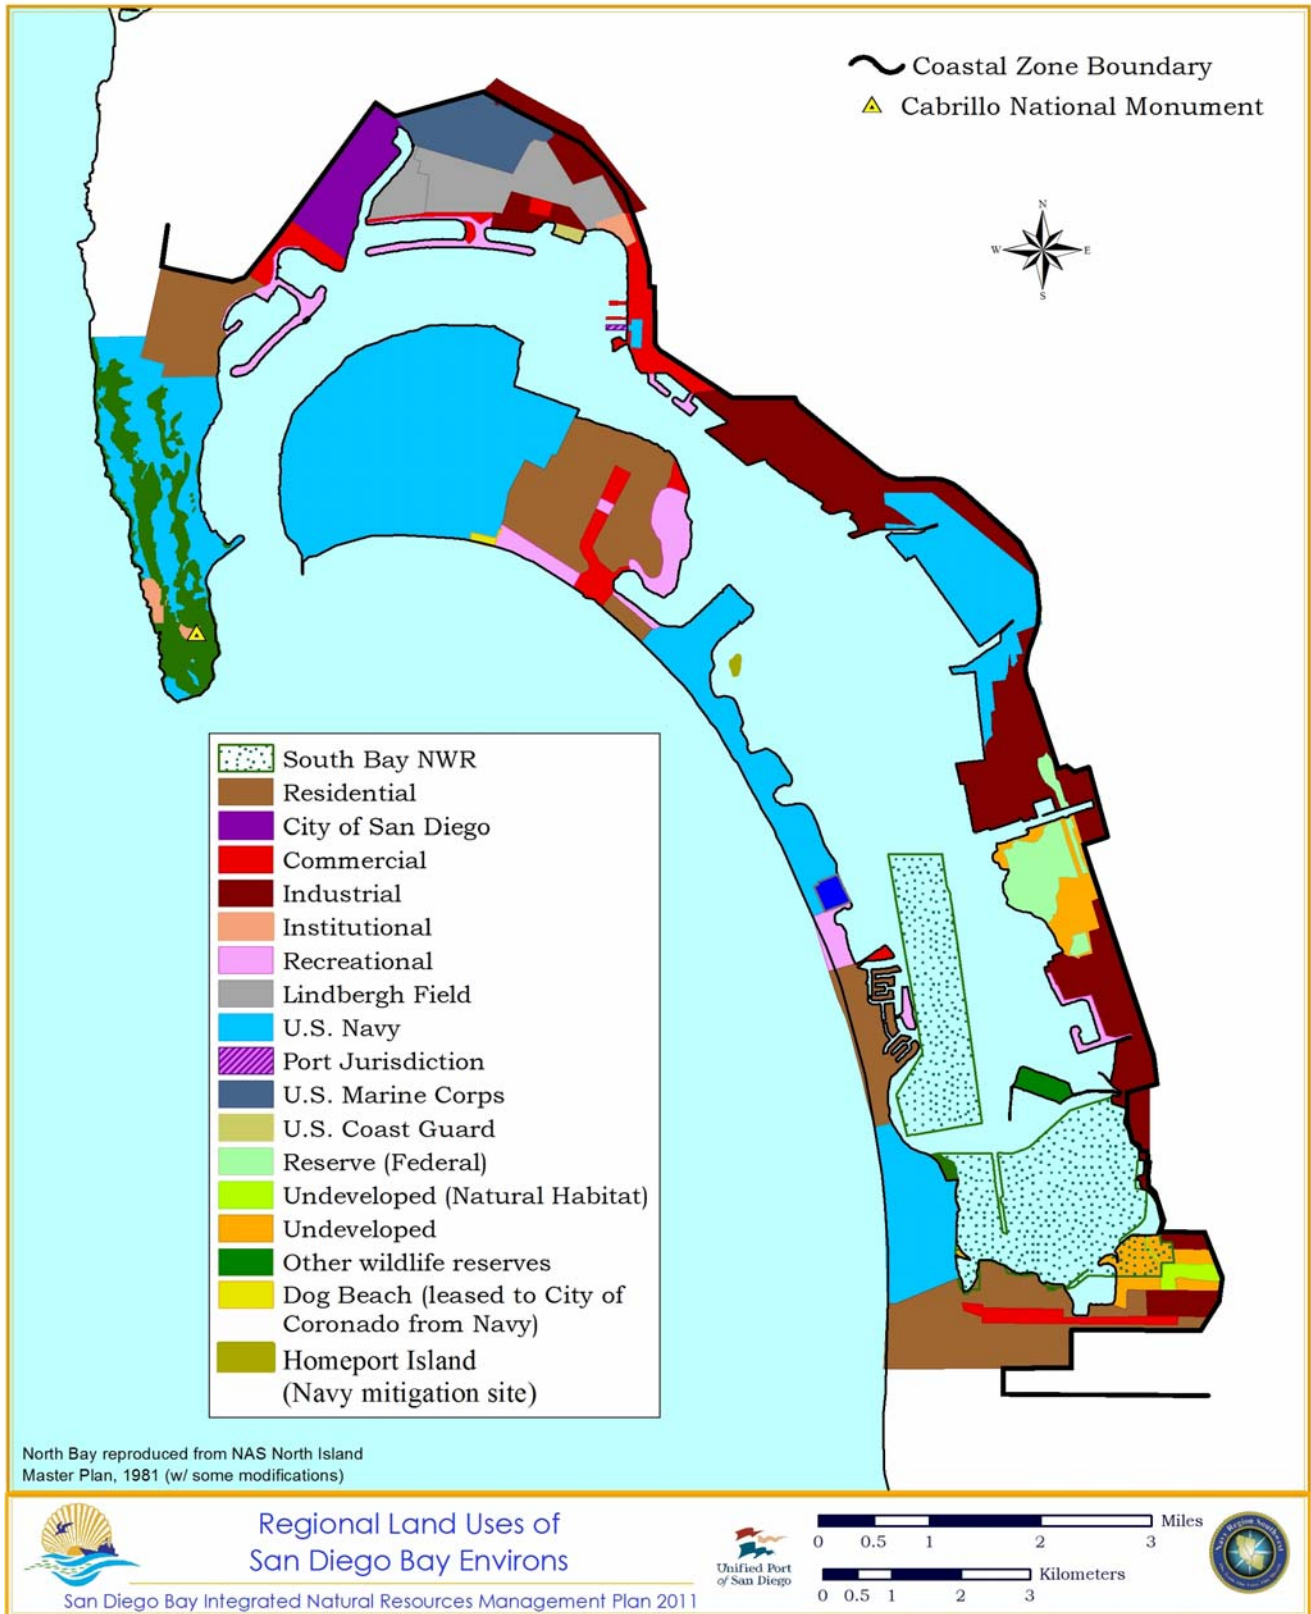 Coastal Zone Boundary
Cabrillo National Monument
N
W
E
S
South Bay NWR
Residential
City of San Diego
Commercial
Industrial
Institutional
Recreational
Lindbergh Field
U.S. Navy
Port Jurisdiction
U.S. Marine Corps
U.S. Coast Guard
Reserve (Federal)
Undeveloped (Natural Habitat)
Undeveloped
Other wildlife reserves
Dog Beach (leased to City of
Coronado from Navy)
Homeport Island
(Navy mitigation site)
North Bay reproduced from NAS North Island
Master Plan, 1981 (w/ some modifications)
Regional Land Uses of
San Diego Bay Environs
San Diego Bay Integrated Natural Resources Management Plan 2011
Unified Port
of San Diego
Miles
0 0.5 1 2 3
Kilometers
0 0.5 1 2 3
Navy Region Southwest